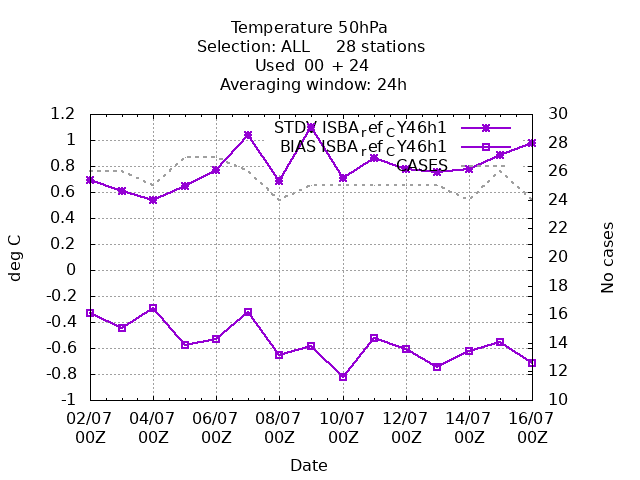 Temperature 50hPa
Selection: ALL 28 stations
Used 00 + 24
Averaging window: 24h
1.2
1
0.8
0.6
0.4
0.2
0
-0.2
-0.4
-0.6
-0.8
-1
deg C
STDV ISBA_ref_CY46h1
BIAS ISBA_ref_CY46h1
CASES
30
28
26
24
22
20
18
16
14
12
10
No cases
02/07 04/07 06/07 08/07 10/07 12/07 14/07 16/07
00Z 00Z 00Z 00Z 00Z 00Z 00Z 00Z
Date